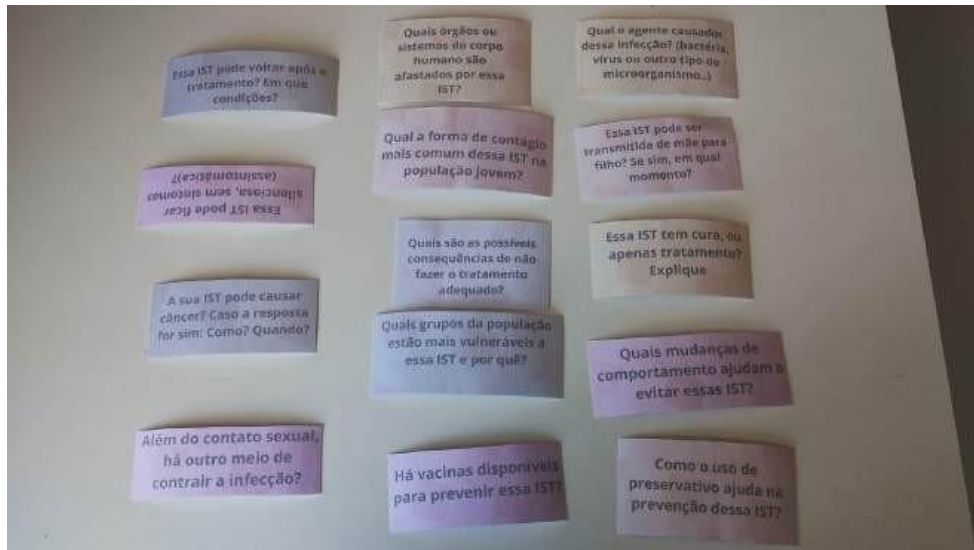 Essa IST pode voltar após o
tratamento? Em que
condições?
Essa IST pode ficar
silenciosa, sem sintomas
(assintomática)?
A sua IST pode causar
câncer? Caso a resposta
for sim: Como? Quando?
Além do contato sexual,
há outro meio de
contrair a infecção?
Quais órgãos ou
sistemas do corpo
humano são
afastados por essa
IST?
Qual a forma de contágio
mais comum dessa IST na
população jovem?
Quais são as possíveis
consequências de não
fazer o tratamento
adequado?
Quais grupos da população
estão mais vulneráveis a
essa IST e por quê?
Há vacinas disponíveis
para prevenir essa IST?
Qual o agente causador
dessa infecção? (bactéria,
vírus ou outro tipo de
microorganismo..)
Essa IST pode ser
transmitida de mãe para
filho? Se sim, em qual
momento?
Essa IST tem cura, ou
apenas tratamento?
Explique
Quais mudanças de
comportamento ajudam a
evitar essas IST?
Como o uso de
preservativo ajuda na
prevenção dessa IST?